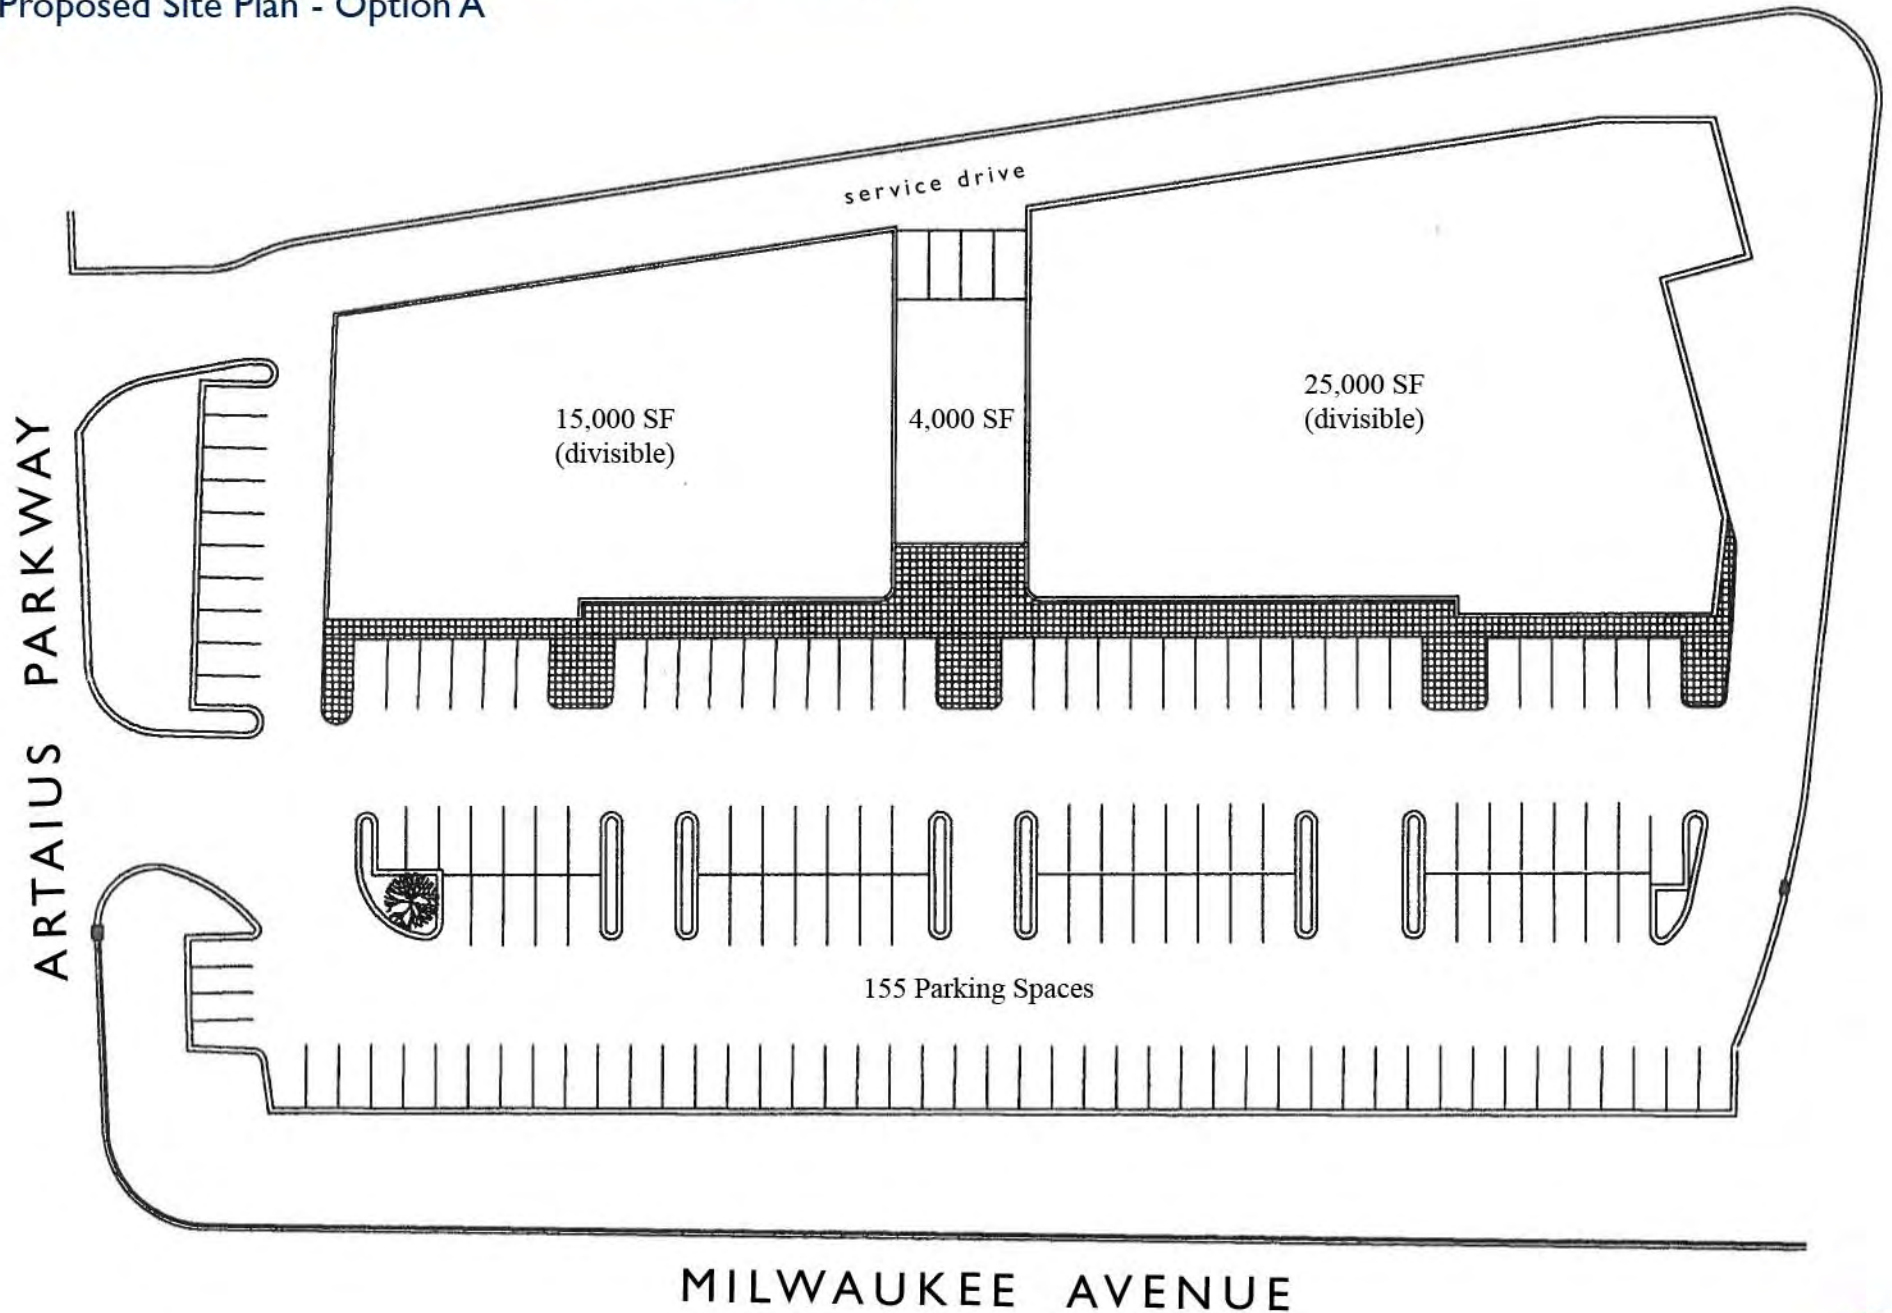 Proposed Site Plan - Option A
service drive
15,000 SF
(divisible)
4,000 SF
25,000 SF
(divisible)
ARTAIUS PARKWAY
155 Parking Spaces
MILWAUKEE AVENUE